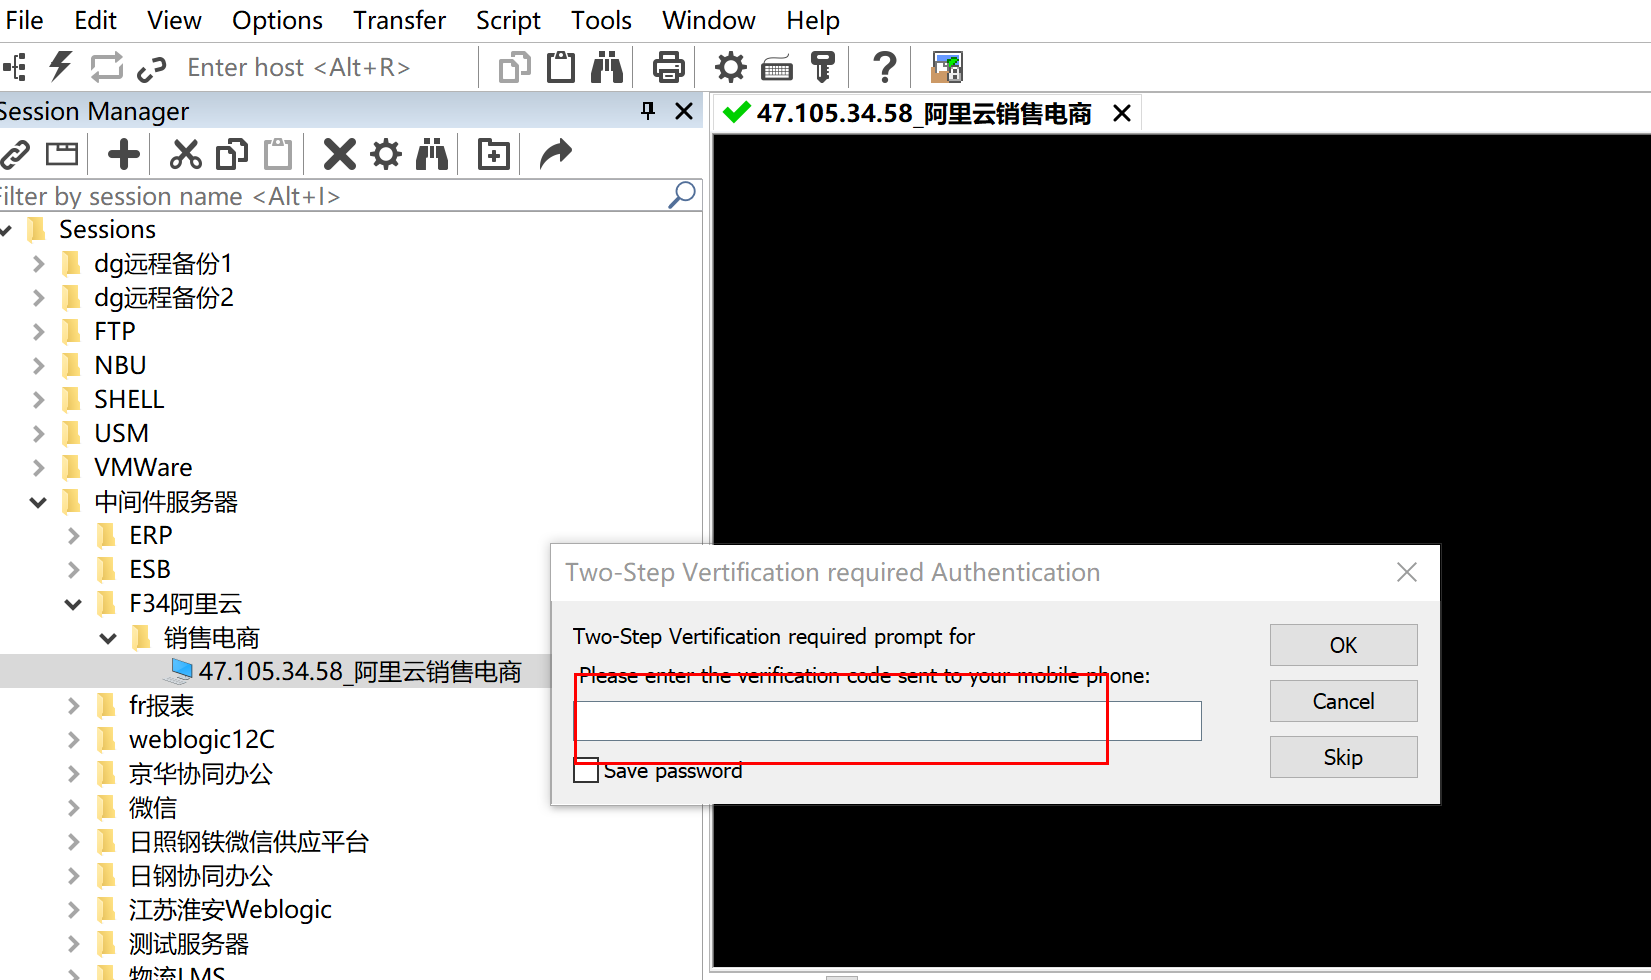 File Edit View Options Transfer Script Tools Window Help
Enter host <Alt+R>
Session Manager
47.105.34.58_阿里云销售电商
Filter by session name <Alt+I>
Sessions
dg远程备份1
dg远程备份2
FTP
NBU
SHELL
USM
VMWare
中间件服务器
ERP
ESB
F34阿里云
销售电商
47.105.34.58_阿里云销售电商
fr报表
weblogic12C
京华协同办公
微信
日照钢铁微信供应平台
日钢协同办公
江苏淮安Weblogic
测试服务器
物流LMS
Two-Step Vertification required Authentication
Two-Step Vertification required prompt for
Please enter the verification code sent to your mobile phone:
Save password
OK
Cancel
Skip